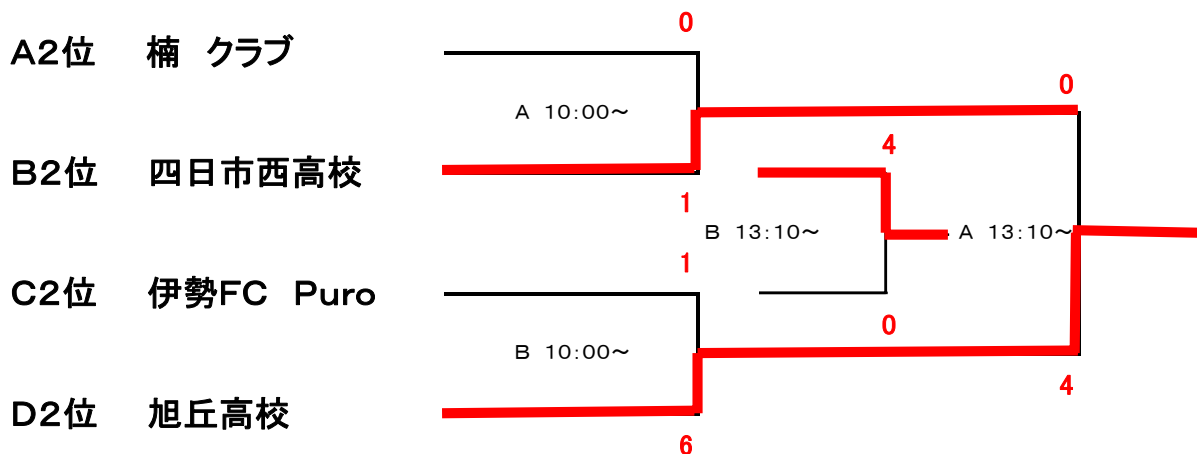 0
A2位 楠 クラブ
0
A 10:00～
4
B2位 四日市西高校
1
B 13:10～ A 13:10～
1
C2位 伊勢FC Puro
0
B 10:00～
4
D2位 旭丘高校
6